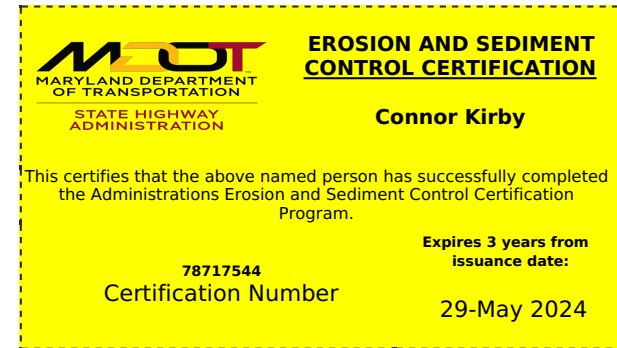 MDOT™
MARYLAND DEPARTMENT
OF TRANSPORTATION
STATE HIGHWAY
ADMINISTRATION
EROSION AND SEDIMENT
CONTROL CERTIFICATION
Connor Kirby
This certifies that the above named person has successfully completed
the Administrations Erosion and Sediment Control Certification
Program.
78717544
Certification Number
Expires 3 years from
issuance date:
29-May 2024